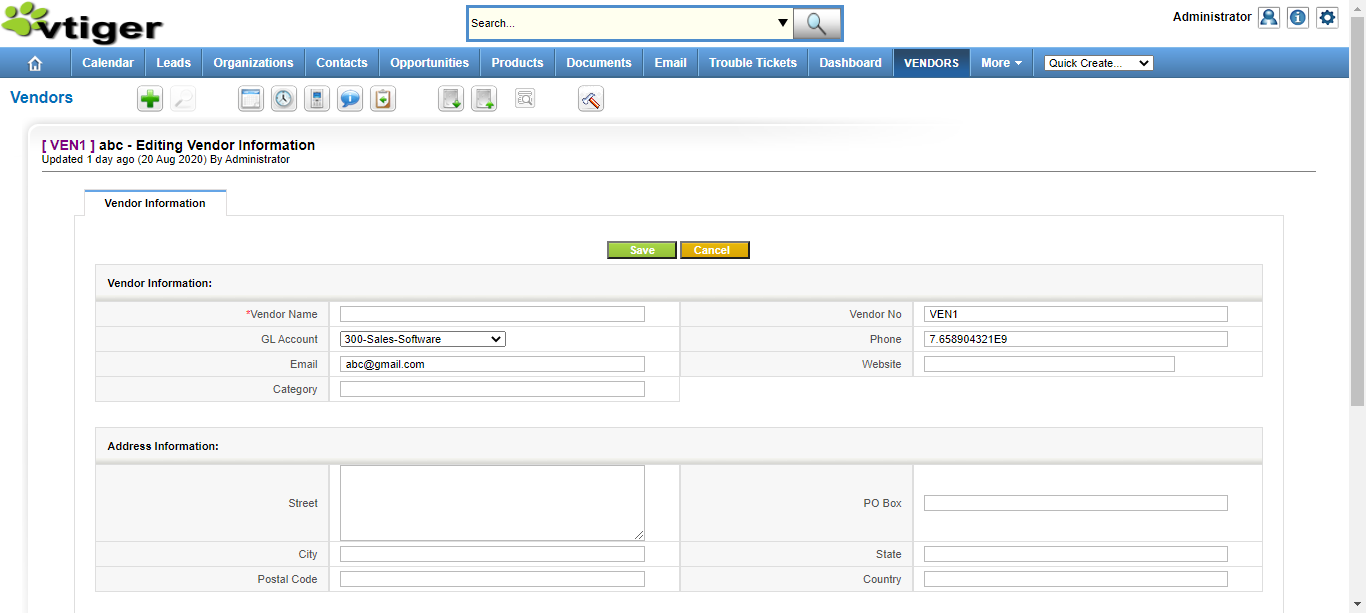 vtiger
Search...
Administrator
Calendar Leads Organizations Contacts Opportunities Products Documents Email Trouble Tickets Dashboard VENDORS More Quick Create...
Vendors
[ VEN1 ] abc - Editing Vendor Information
Updated 1 day ago (20 Aug 2020) By Administrator
Vendor Information
Save Cancel
Vendor Information:
*Vendor Name Vendor No VEN1
GL Account 300-Sales-Software Phone 7.658904321E9
Email abc@gmail.com Website
Category
Address Information:
Street PO Box
City State
Postal Code Country